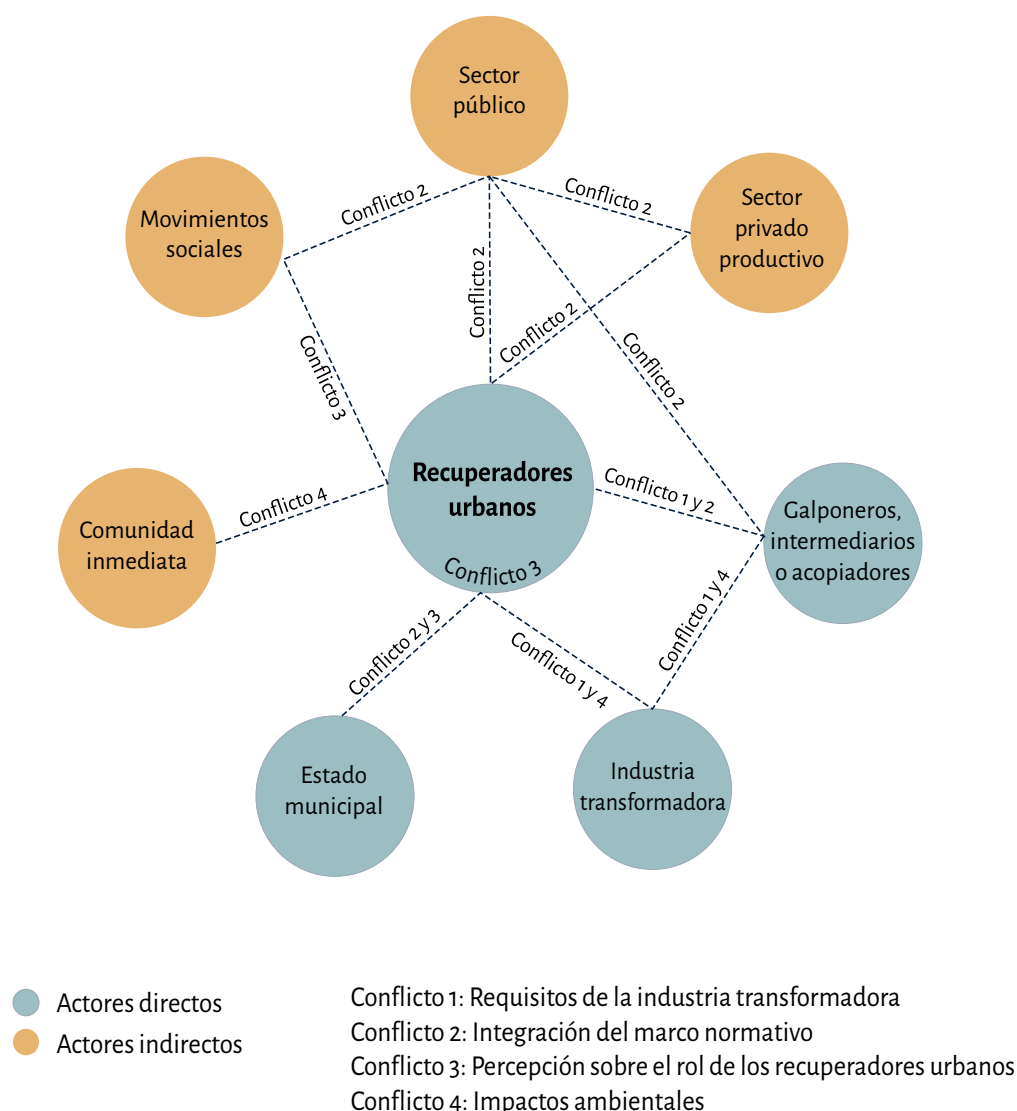 Sector
público
Conflicto 2
Conflicto 2
Movimientos
sociales
Sector
privado
productivo
Conflicto 2
Conflicto 2
Conflicto 2
Conflicto 3
Recuperadores
urbanos
Conflicto 3
Conflicto 4
Comunidad
inmediata
Conflicto 1 y 2
Galponeros,
intermediarios
o acopiadores
Conflicto 1 y 4
Conflicto 2 y 3
Conflicto 1 y 4
Estado
municipal
Industria
transformadora
Actores directos
Actores indirectos
Conflicto 1: Requisitos de la industria transformadora
Conflicto 2: Integración del marco normativo
Conflicto 3: Percepción sobre el rol de los recuperadores urbanos
Conflicto 4: Impactos ambientales